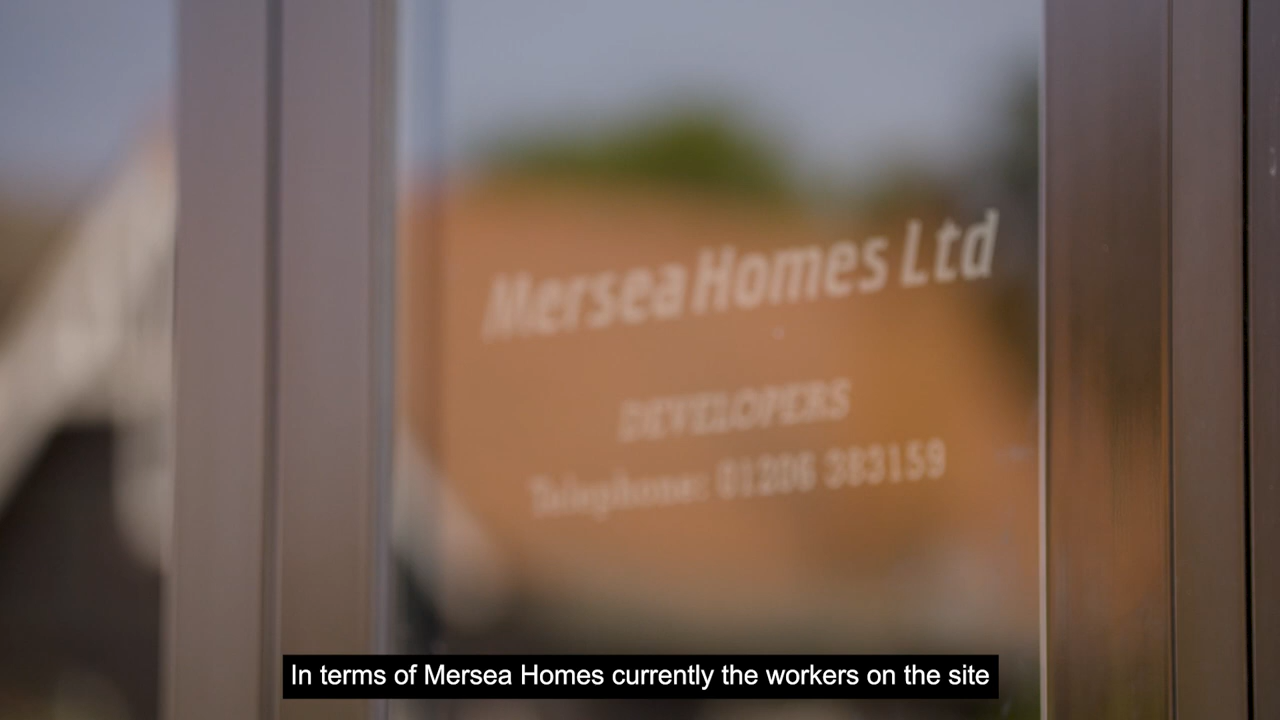 Mersea Homes Ltd
DEVELOPERS
Telephone: 01206 383159
In terms of Mersea Homes currently the workers on the site